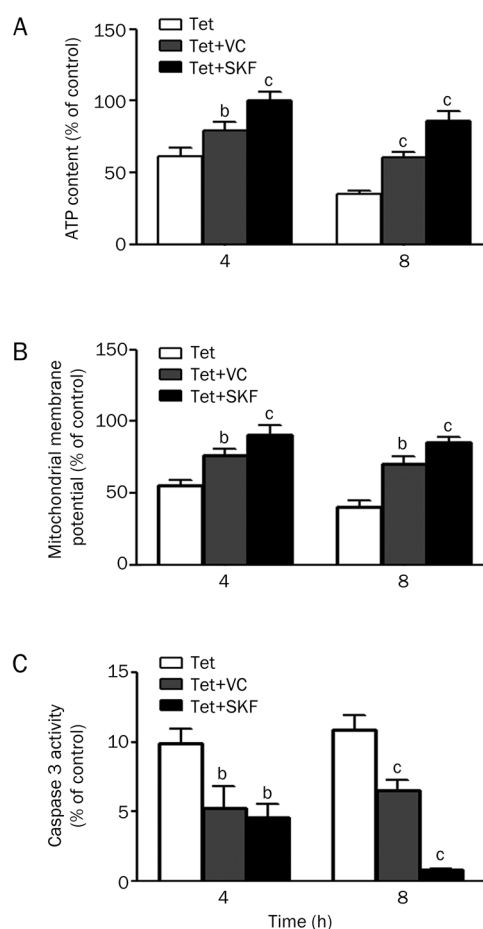 A
ATP content (% of control)
150
100
50
0
Tet
Tet+VC
Tet+SKF
b
c
c
c
4
8
B
Mitochondrial membrane
potential (% of control)
150
100
50
0
Tet
Tet+VC
Tet+SKF
b
c
b
c
4
8
C
Caspase 3 activity
(% of control)
15
10
5
0
Tet
Tet+VC
Tet+SKF
b
b
c
c
4
8
Time (h)